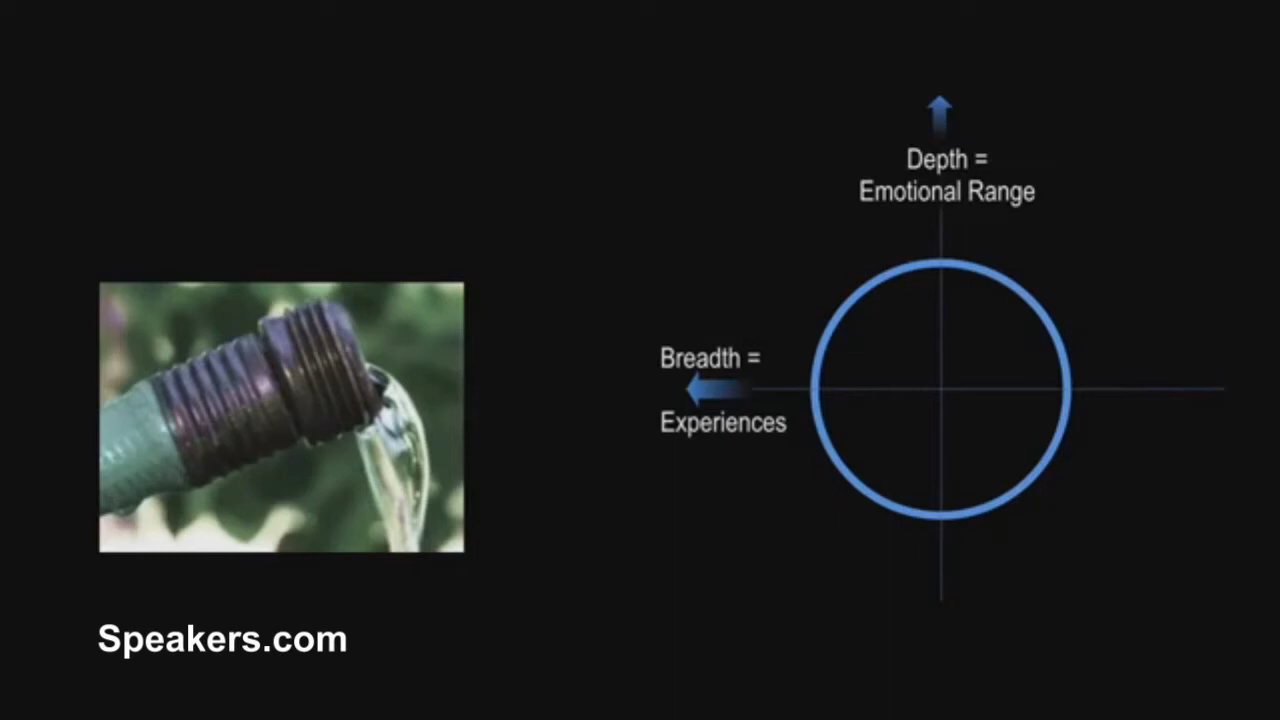 Depth =
Emotional Range
Breadth =
Experiences
Speakers.com